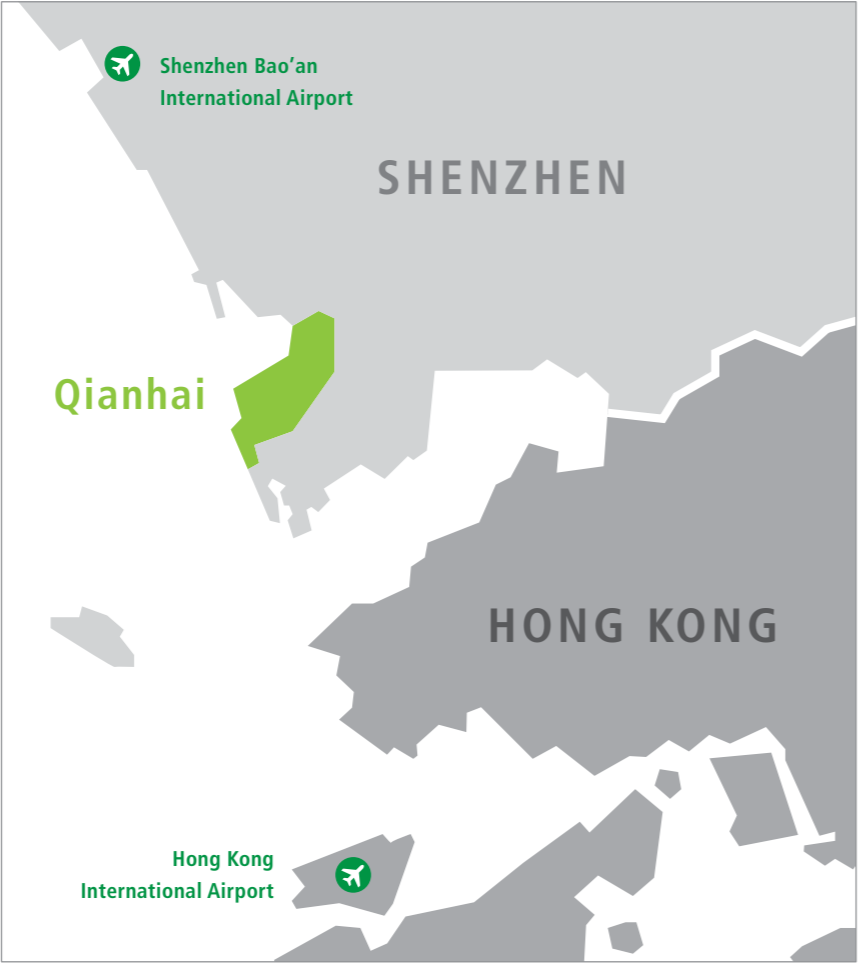 Shenzhen Bao’an
International Airport
SHENZHEN
Qianhai
HONG KONG
Hong Kong
International Airport